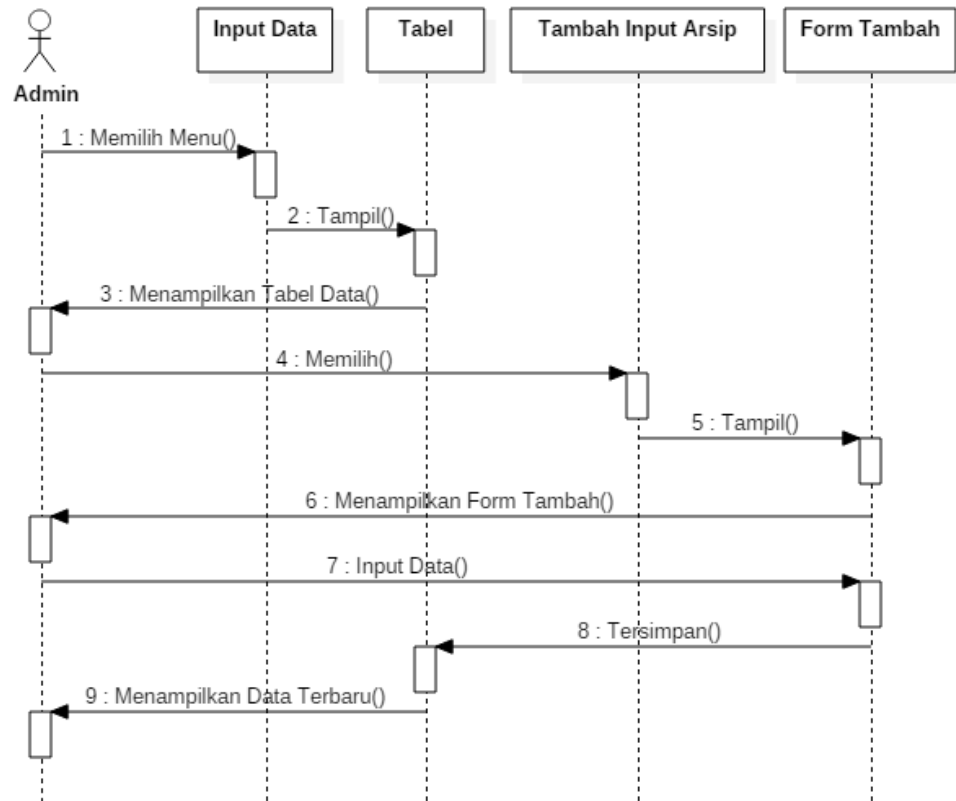 Input Data
Tabel
Tambah Input Arsip
Form Tambah
Admin
1 : Memilih Menu()
2 : Tampil()
3 : Menampilkan Tabel Data()
4 : Memilih()
5 : Tampil()
6 : Menampilkan Form Tambah()
7 : Input Data()
8 : Tersimpan()
9 : Menampilkan Data Terbaru()